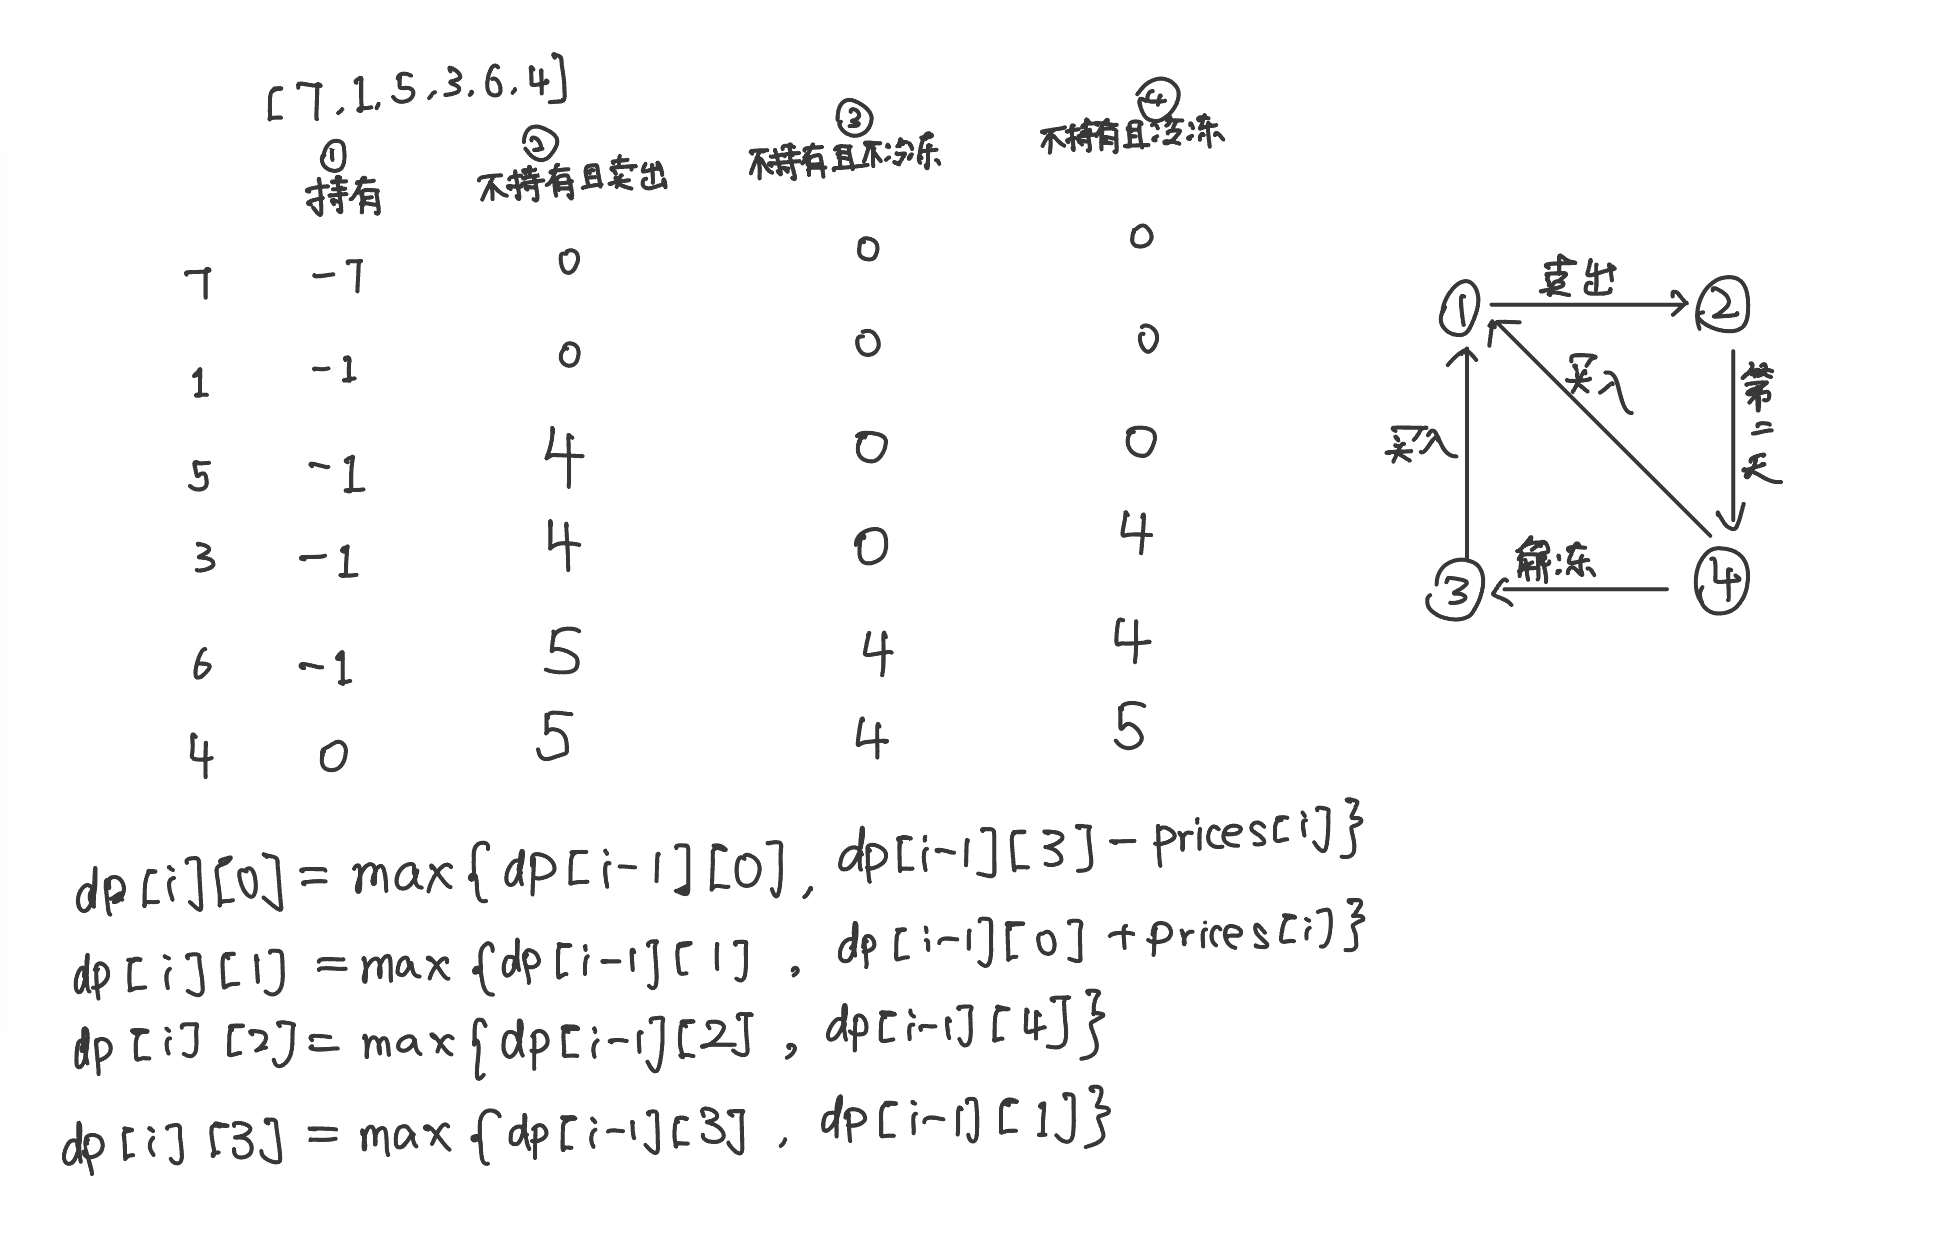 [7,1,5,3,6,4]
① ② ③ ④
持有 不持有且卖出 不持有且不冷冻 不持有且冷冻
7 -7 0 0 0
1 -1 0 0 0
5 -1 4 0 0
3 -1 4 0 4
6 -1 5 4 4
4 0 5 4 5
① 卖出 ②
买入
买入
第二天
③ 解冻 ④
dp[i][0] = max{dp[i-1][0], dp[i-1][3] - prices[i]}
dp[i][1] = max{dp[i-1][1], dp[i-1][0] + prices[i]}
dp[i][2] = max{dp[i-1][2], dp[i-1][4]}
dp[i][3] = max{dp[i-1][3], dp[i-1][1]}